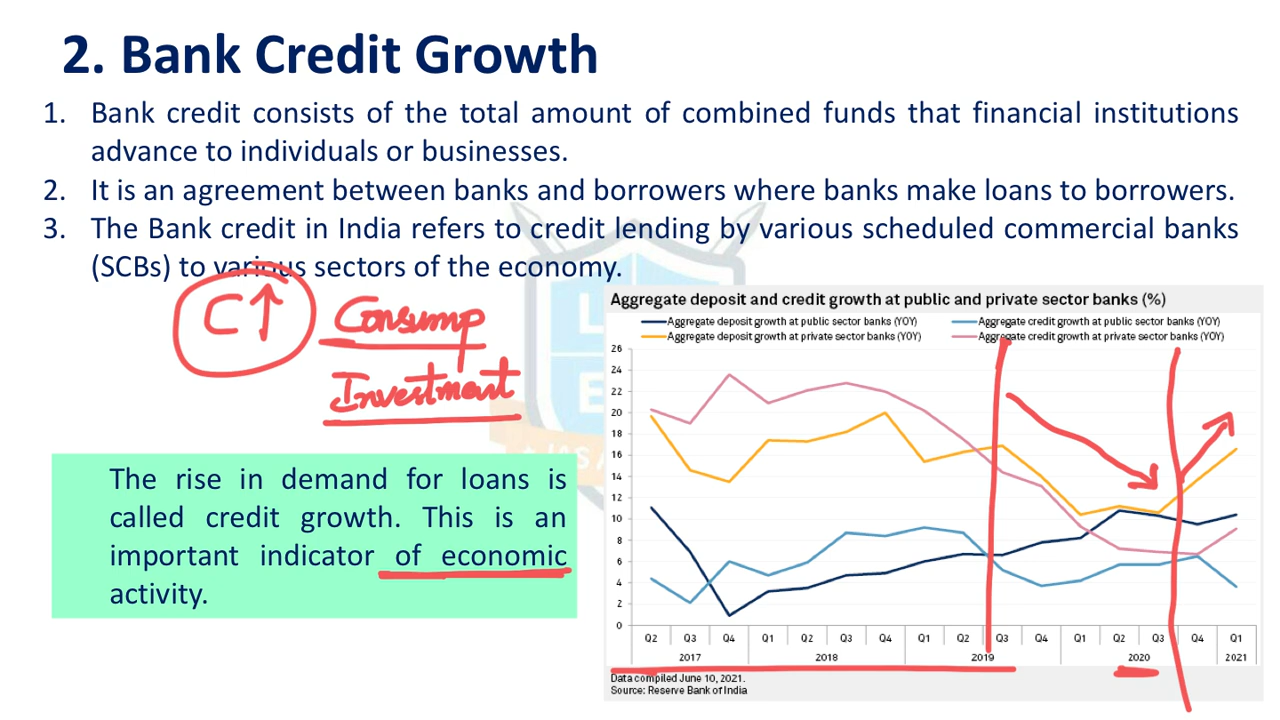 2. Bank Credit Growth
1. Bank credit consists of the total amount of combined funds that financial institutions
advance to individuals or businesses.
2. It is an agreement between banks and borrowers where banks make loans to borrowers.
3. The Bank credit in India refers to credit lending by various scheduled commercial banks
(SCBs) to various sectors of the economy.
C↑ Consump
Investment
The rise in demand for loans is
called credit growth. This is an
important indicator of economic
activity.
Aggregate deposit and credit growth at public and private sector banks (%)
Aggregate deposit growth at public sector banks (YOY) Aggregate credit growth at public sector banks (YOY)
Aggregate deposit growth at private sector banks (YOY) Aggregate credit growth at private sector banks (YOY)
26
24
22
20
18
16
14
12
10
8
6
4
2
0
Q2 Q3 Q4 Q1 Q2 Q3 Q4 Q1 Q2 Q3 Q4 Q1 Q2 Q3 Q4 Q1
2017 2018 2019 2020 2021
Data compiled June 10, 2021.
Source: Reserve Bank of India